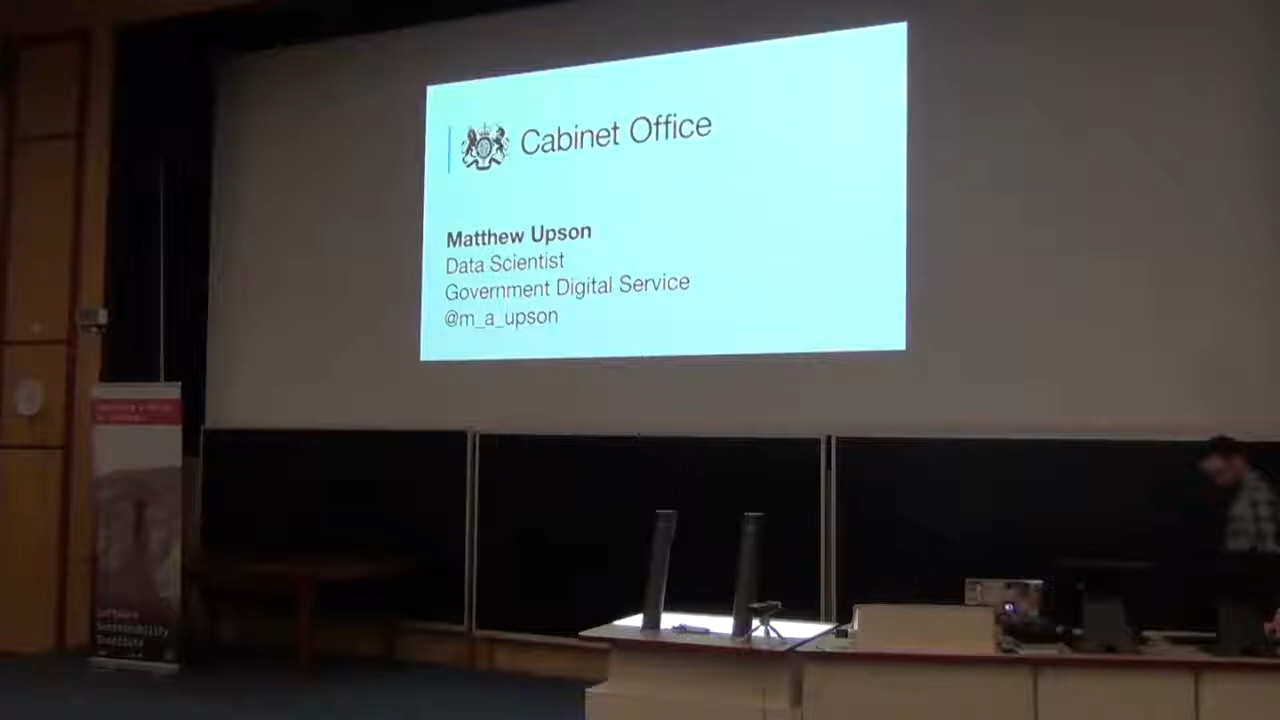 Cabinet Office
Matthew Upson
Data Scientist
Government Digital Service
@m_a_upson
Software
Sustainability
Institute